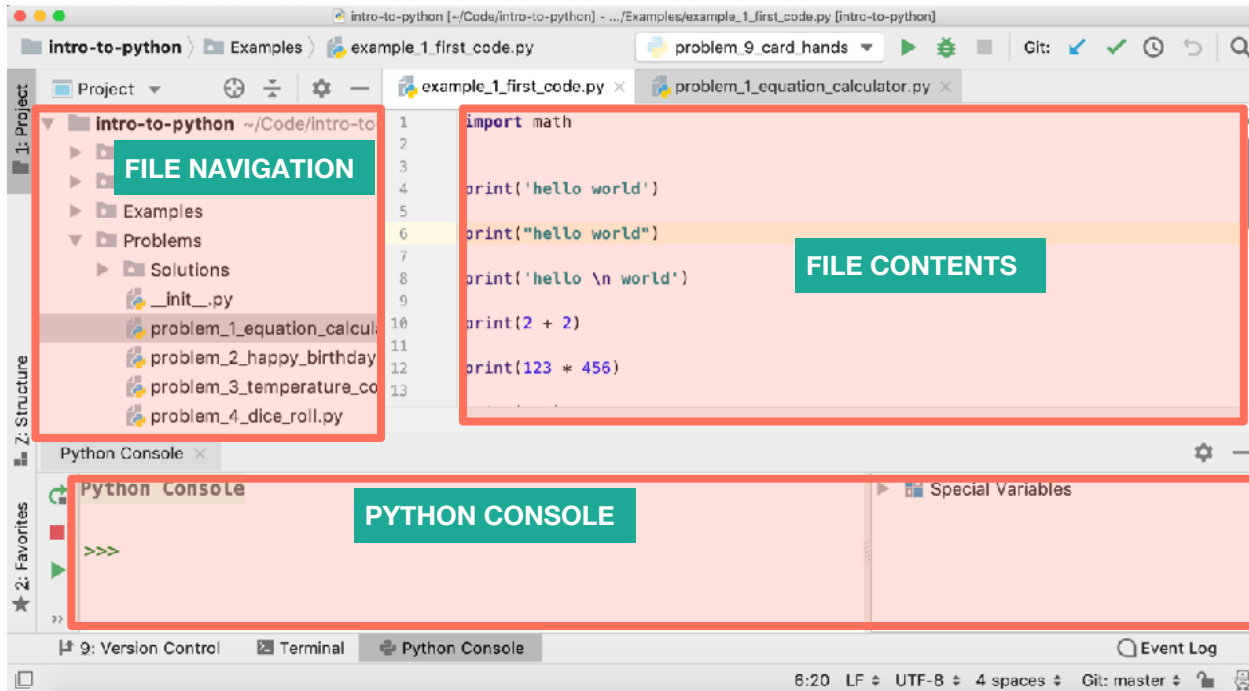 intro-to-python [~/Code/intro-to-python] - .../Examples/example_1_first_code.py [intro-to-python]
intro-to-python Examples example_1_first_code.py problem_9_card_hands Git:
1: Project
Project
example_1_first_code.py
problem_1_equation_calculator.py
intro-to-python ~/Code/intro-to-
FILE NAVIGATION
Examples
Problems
Solutions
__init__.py
problem_1_equation_calcul
problem_2_happy_birthday
problem_3_temperature_co
problem_4_dice_roll.py
1 import math
2
3
4 print('hello world')
5
6 print("hello world")
7
8 print('hello \n world')
9
10 print(2 + 2)
11
12 print(123 * 456)
13
FILE CONTENTS
Z: Structure
2: Favorites
Python Console
Python Console
>>>
PYTHON CONSOLE
Special Variables
9: Version Control Terminal Python Console Event Log
6:20 LF UTF-8 4 spaces Git: master